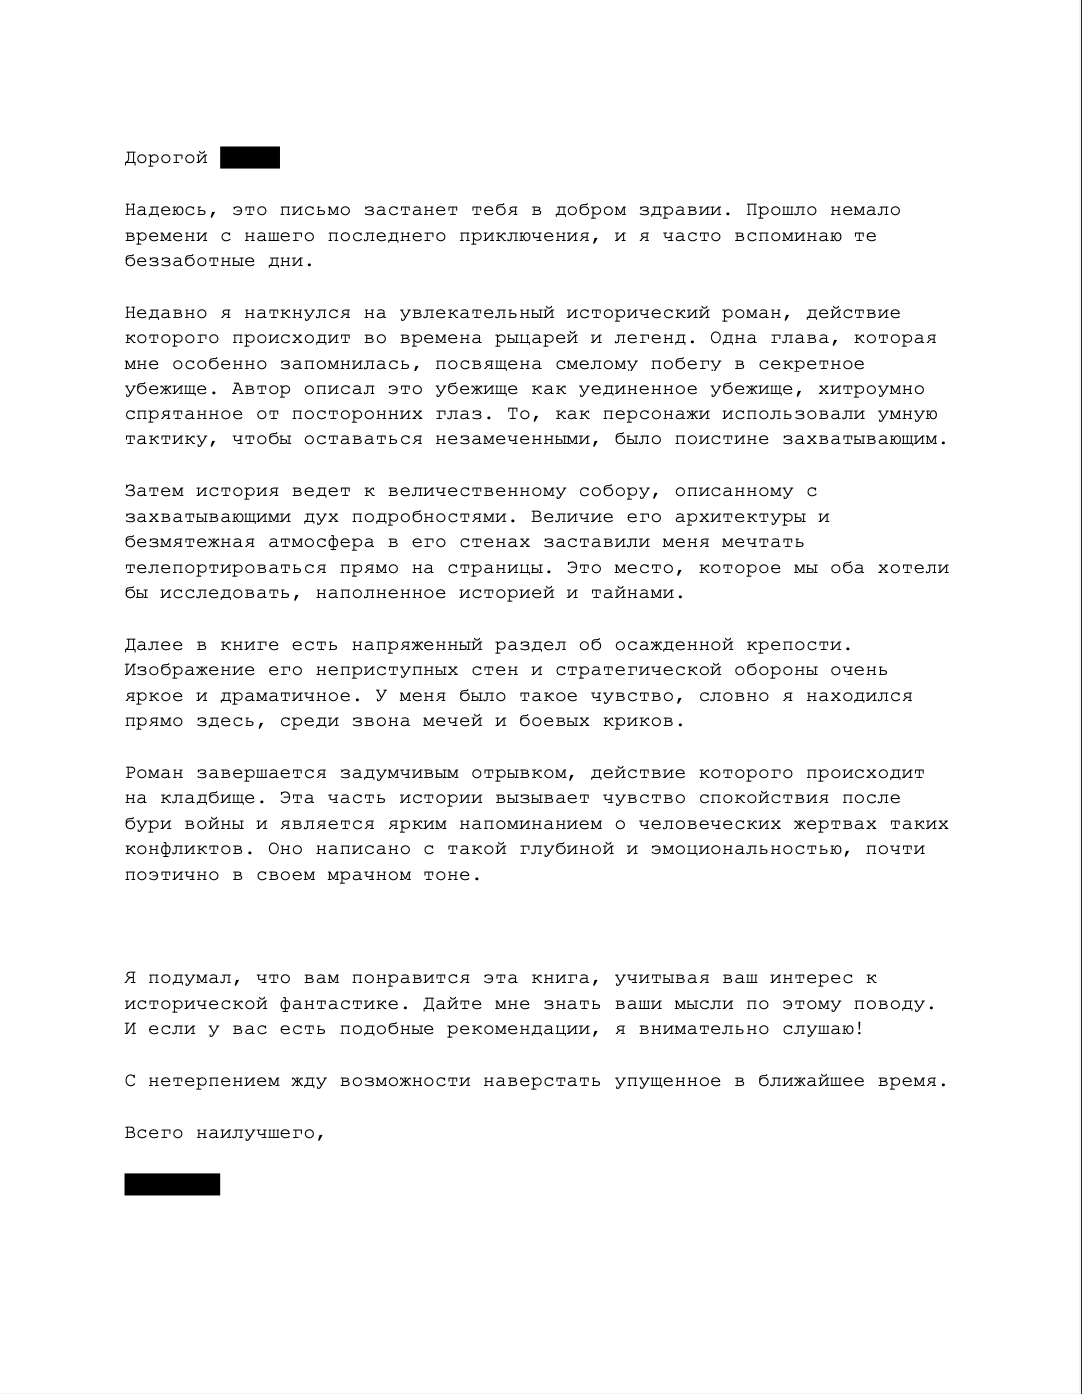 Дорогой
Надеюсь, это письмо застанет тебя в добром здравии. Прошло немало
времени с нашего последнего приключения, и я часто вспоминаю те
беззаботные дни.
Недавно я наткнулся на увлекательный исторический роман, действие
которого происходит во времена рыцарей и легенд. Одна глава, которая
мне особенно запомнилась, посвящена смелому побегу в секретное
убежище. Автор описал это убежище как уединенное убежище, хитроумно
спрятанное от посторонних глаз. То, как персонажи использовали умную
тактику, чтобы оставаться незамеченными, было поистине захватывающим.
Затем история ведет к величественному собору, описанному с
захватывающими дух подробностями. Величие его архитектуры и
безмятежная атмосфера в его стенах заставили меня мечтать
телепортироваться прямо на страницы. Это место, которое мы оба хотели
бы исследовать, наполненное историей и тайнами.
Далее в книге есть напряженный раздел об осажденной крепости.
Изображение его неприступных стен и стратегической обороны очень
яркое и драматичное. У меня было такое чувство, словно я находился
прямо здесь, среди звона мечей и боевых криков.
Роман завершается задумчивым отрывком, действие которого происходит
на кладбище. Эта часть истории вызывает чувство спокойствия после
бури войны и является ярким напоминанием о человеческих жертвах таких
конфликтов. Оно написано с такой глубиной и эмоциональностью, почти
поэтично в своем мрачном тоне.
Я подумал, что вам понравится эта книга, учитывая ваш интерес к
исторической фантастике. Дайте мне знать ваши мысли по этому поводу.
И если у вас есть подобные рекомендации, я внимательно слушаю!
С нетерпением жду возможности наверстать упущенное в ближайшее время.
Всего наилучшего,